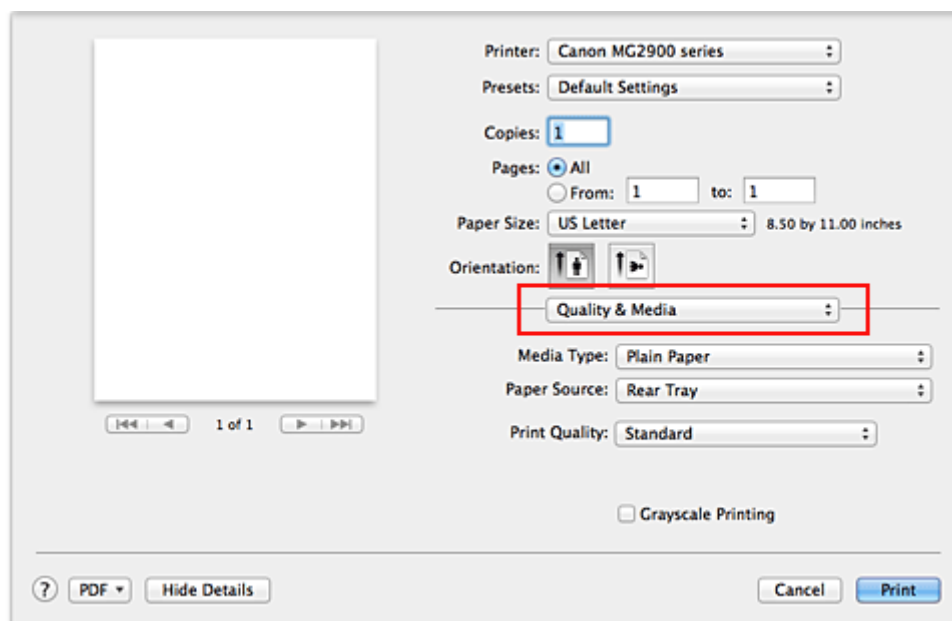 Printer: Canon MG2900 series
Presets: Default Settings
Copies: 1
Pages: All
From: 1 to: 1
Paper Size: US Letter 8.50 by 11.00 inches
Orientation:
Quality & Media
Media Type: Plain Paper
Paper Source: Rear Tray
1 of 1
Print Quality: Standard
Grayscale Printing
? PDF Hide Details Cancel Print